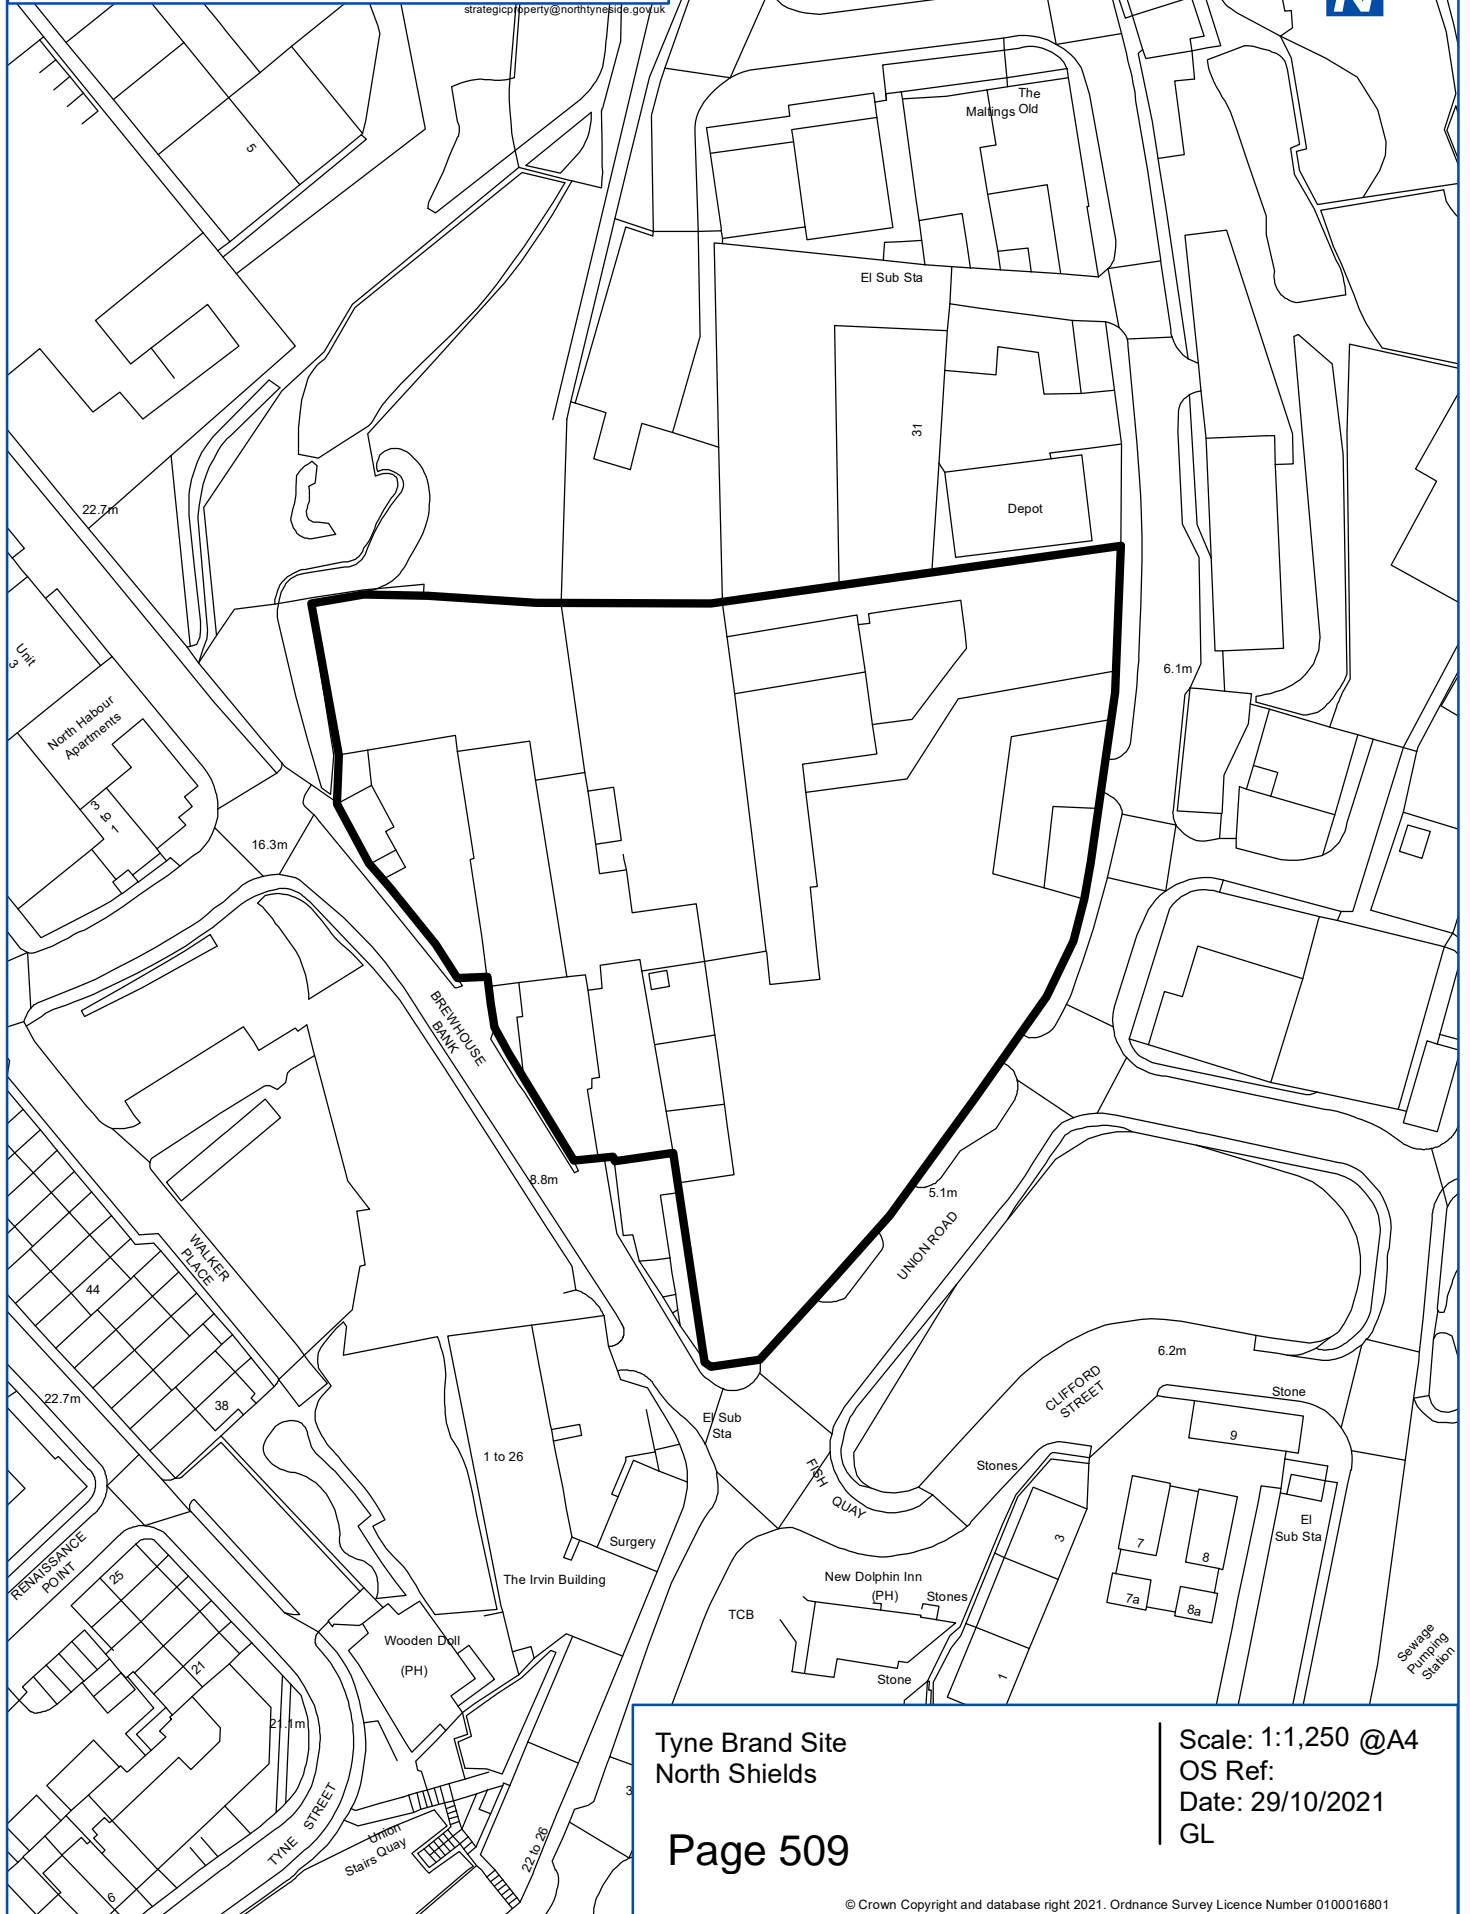 strategicproperty@northtyneside.gov.uk
N
The
Maltings Old
5
El Sub Sta
31
Depot
22.7m
Unit
3
North Habour
Apartments
3 to 1
16.3m
6.1m
BREWHOUSE
BANK
8.8m
5.1m
UNION ROAD
WALKER
PLACE
44
22.7m
38
6.2m
CLIFFORD
STREET
Stone
9
El Sub
Sta
1 to 26
FISH QUAY
Stones
3
7
8
El
Sub Sta
Surgery
The Irvin Building
New Dolphin Inn
(PH)
Stones
7a
8a
TCB
RENAISSANCE
POINT
25
21
Wooden Doll
(PH)
Stone
1
Sewage
Pumping
Station
21.1m
TYNE STREET
Union
Stairs Quay
22 to 26
6
3
Tyne Brand Site
North Shields
Page 509
Scale: 1:1,250 @A4
OS Ref:
Date: 29/10/2021
GL
© Crown Copyright and database right 2021. Ordnance Survey Licence Number 0100016801